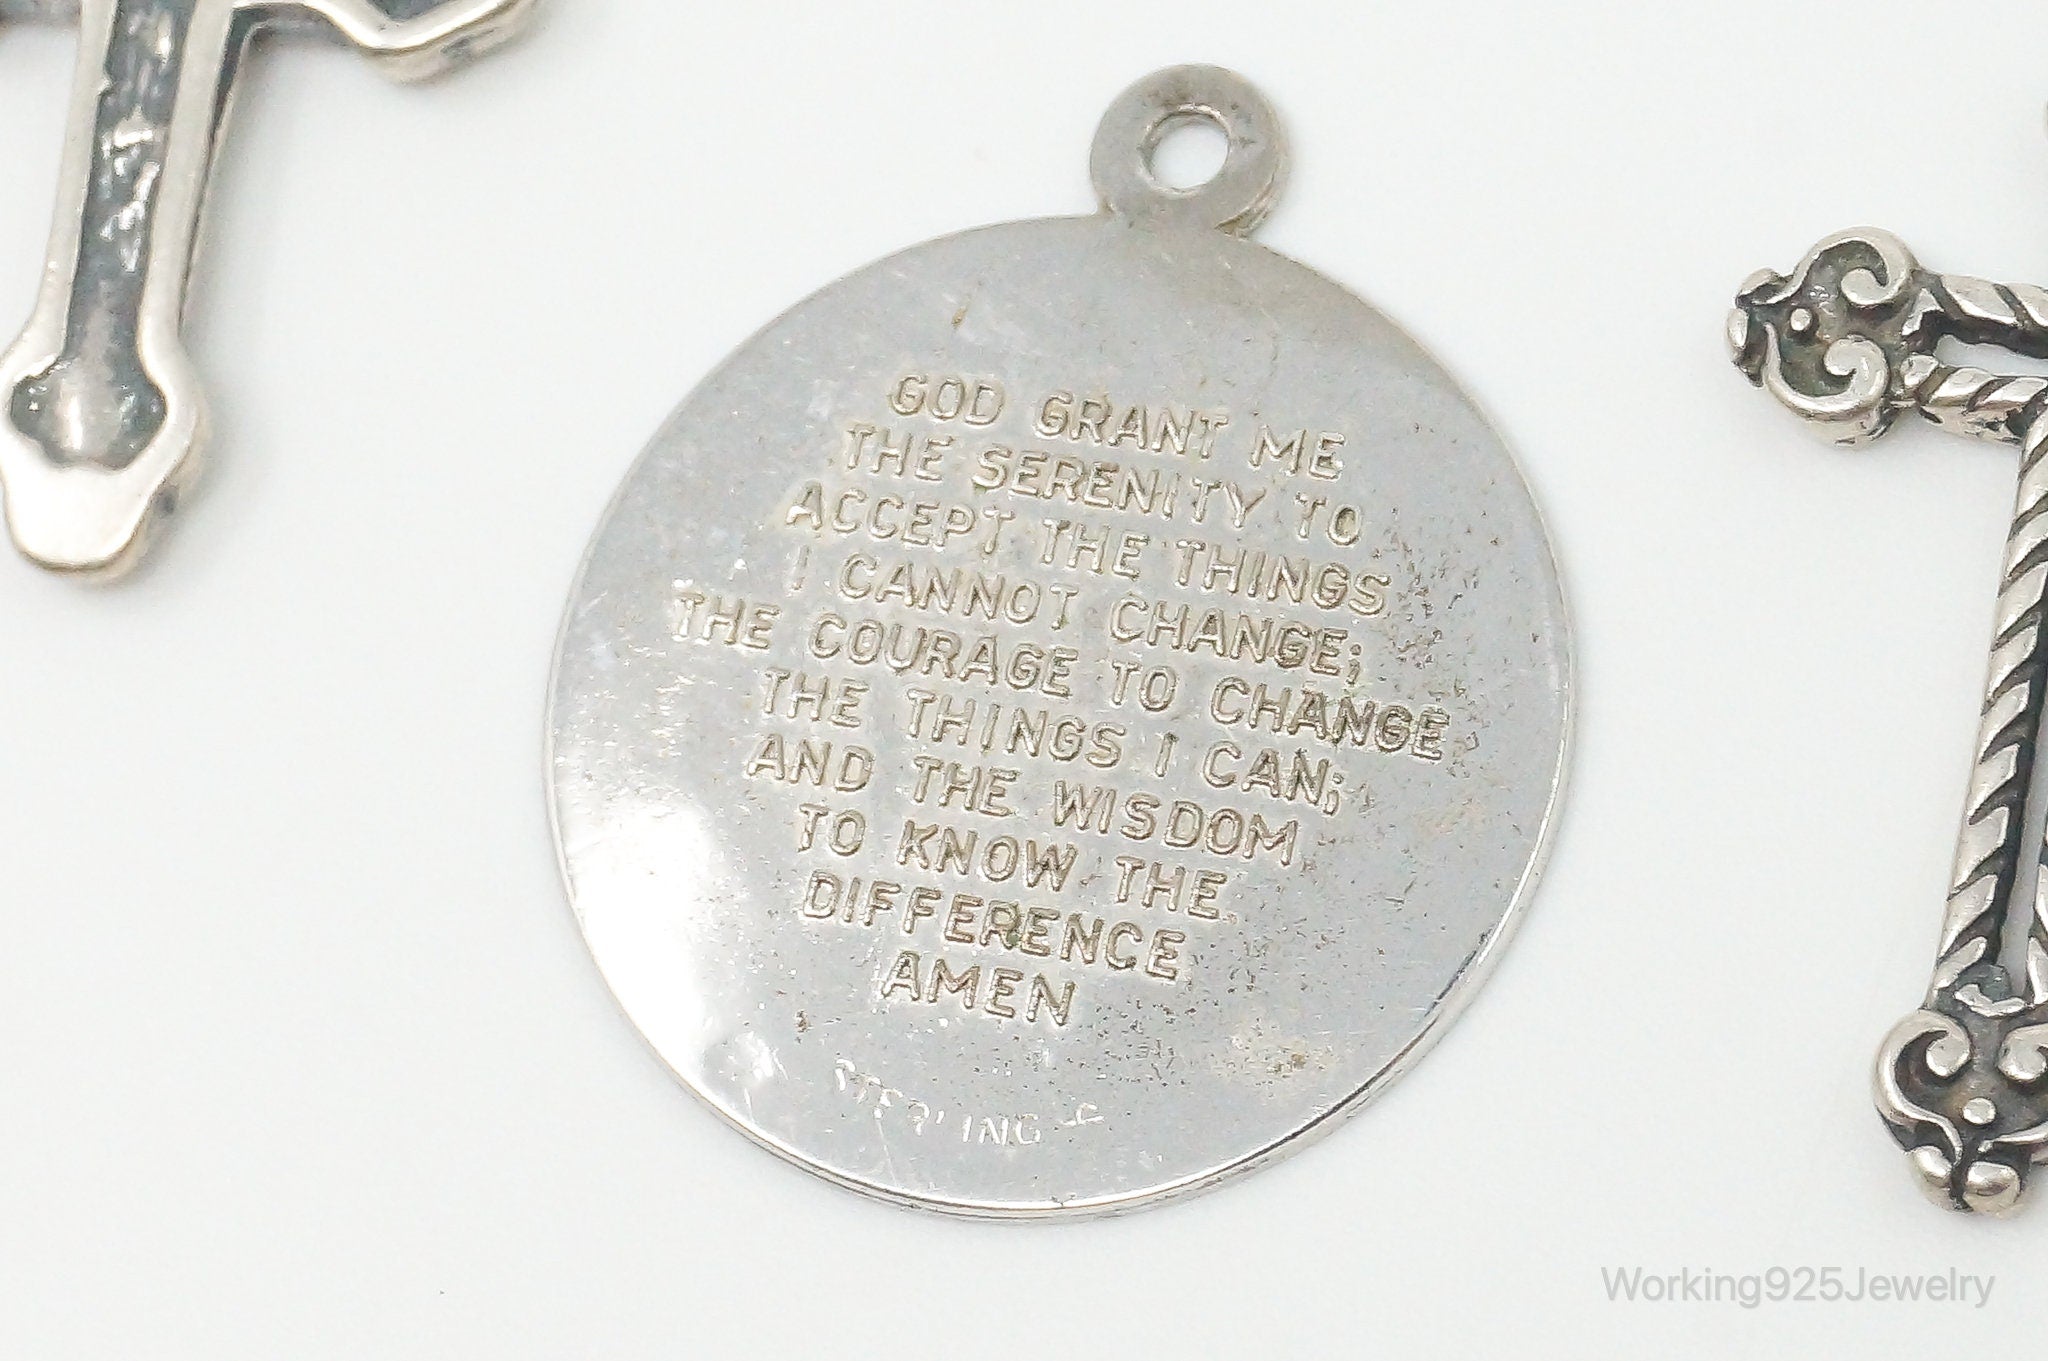 GOD GRANT ME
THE SERENITY TO
ACCEPT THE THINGS
I CANNOT CHANGE;
THE COURAGE TO CHANGE
THE THINGS I CAN;
AND THE WISDOM
TO KNOW THE
DIFFERENCE
AMEN
STERLING
Working925Jewelry